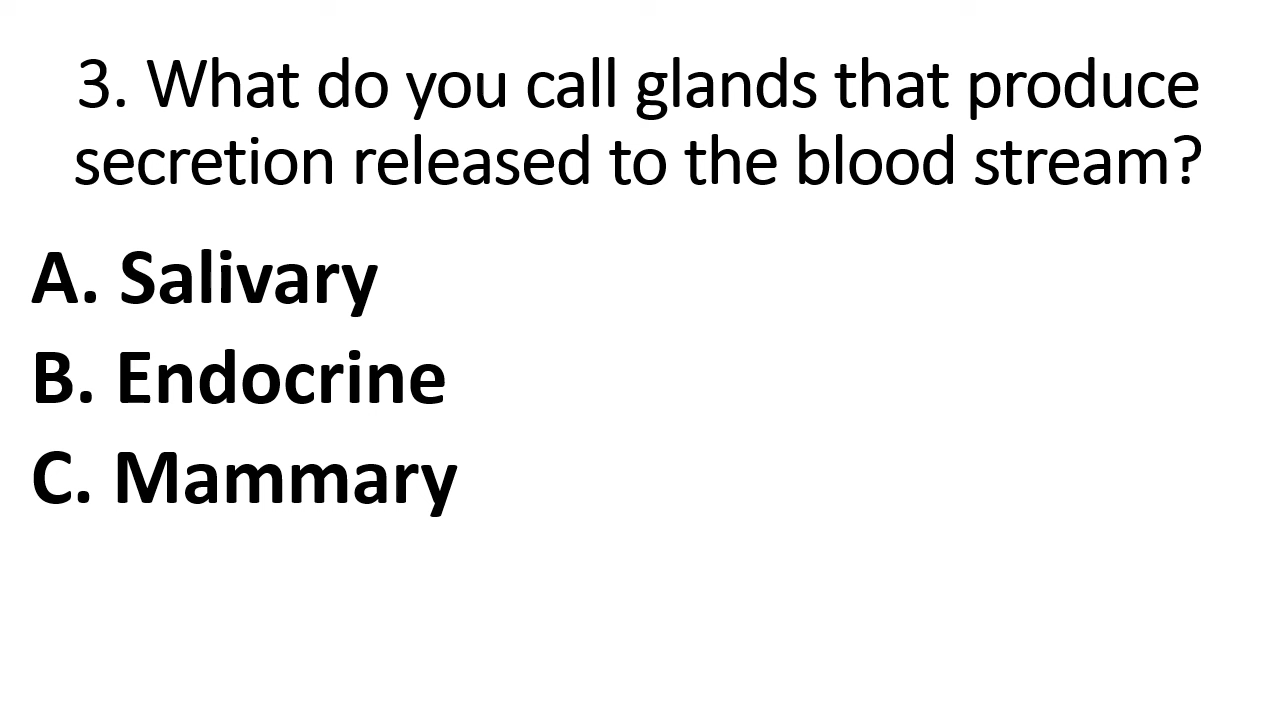 3. What do you call glands that produce
secretion released to the blood stream?
A. Salivary
B. Endocrine
C. Mammary